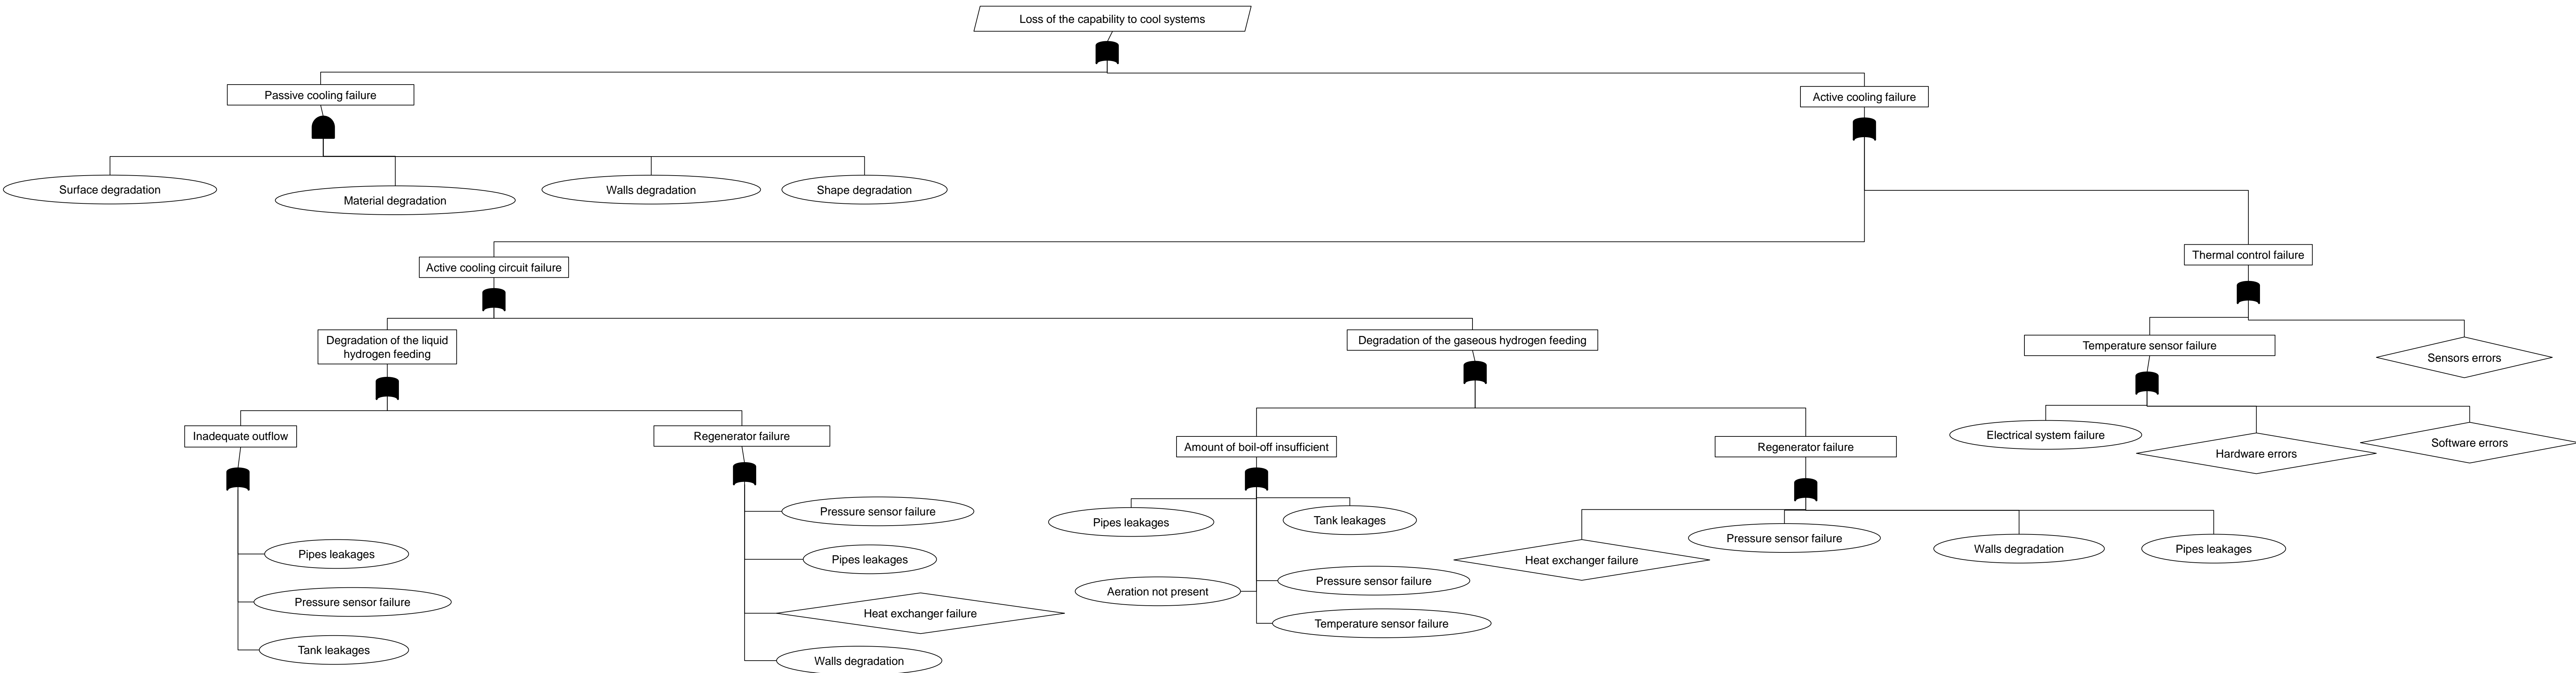 Loss of the capability to cool systems
Passive cooling failure
Active cooling failure
Surface degradation
Material degradation
Walls degradation
Shape degradation
Active cooling circuit failure
Thermal control failure
Degradation of the liquid
hydrogen feeding
Degradation of the gaseous hydrogen feeding
Temperature sensor failure
Sensors errors
Inadequate outflow
Regenerator failure
Amount of boil-off insufficient
Regenerator failure
Electrical system failure
Hardware errors
Software errors
Pipes leakages
Pressure sensor failure
Tank leakages
Pressure sensor failure
Pipes leakages
Heat exchanger failure
Walls degradation
Pipes leakages
Tank leakages
Aeration not present
Pressure sensor failure
Temperature sensor failure
Heat exchanger failure
Pressure sensor failure
Walls degradation
Pipes leakages